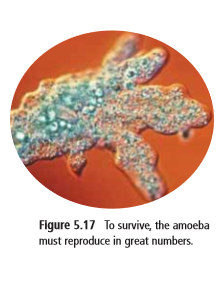 Figure 5.17 To survive, the amoeba
must reproduce in great numbers.